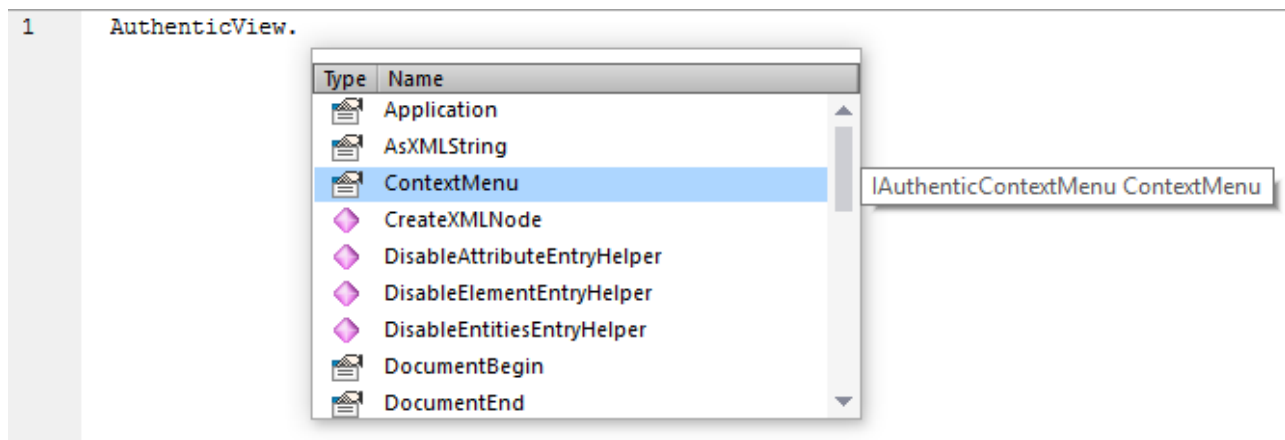 1 AuthenticView.
Type Name
Application
AsXMLString
ContextMenu IAuthenticContextMenu ContextMenu
CreateXMLNode
DisableAttributeEntryHelper
DisableElementEntryHelper
DisableEntitiesEntryHelper
DocumentBegin
DocumentEnd